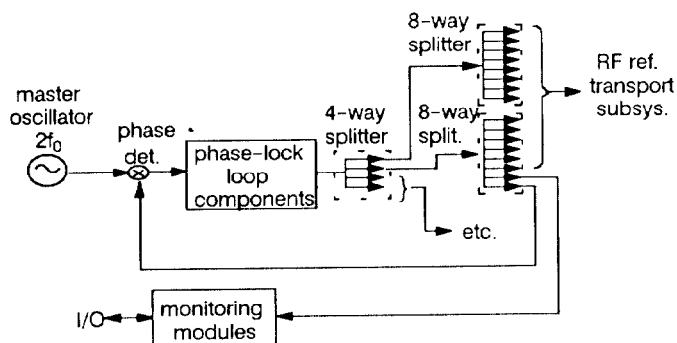 8-way
splitter
RF ref.
transport
subsys.
master
oscillator
2f₀
phase
det.
4-way
splitter
8-way
split.
phase-lock
loop
components
etc.
I/O
monitoring
modules